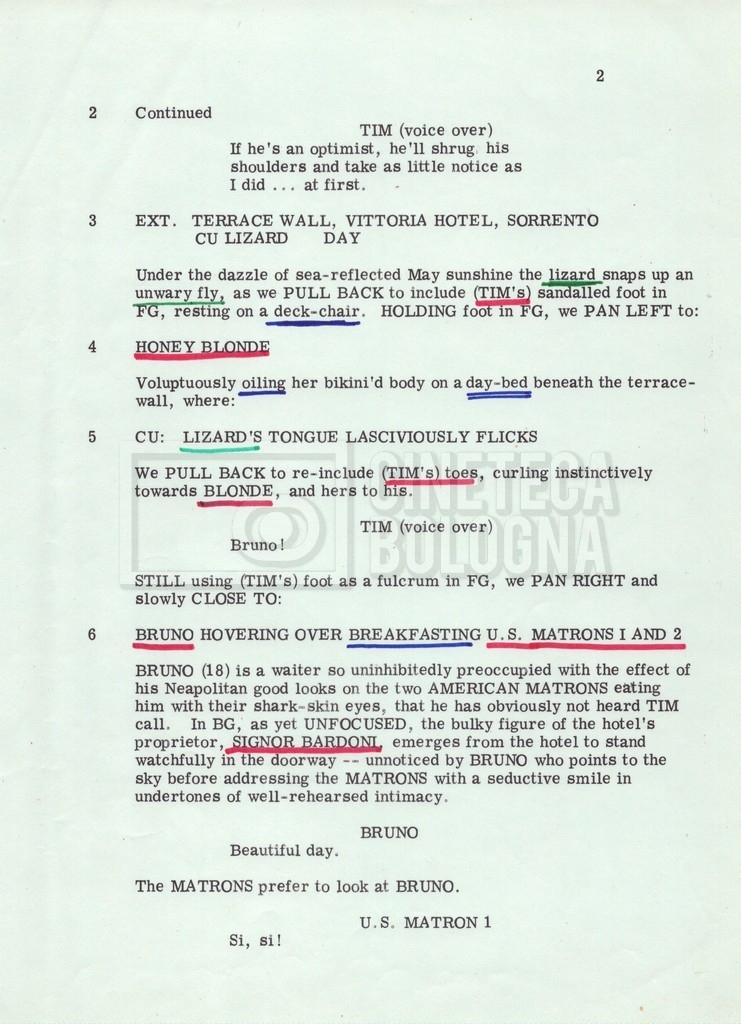 2
2 Continued
TIM (voice over)
If he's an optimist, he'll shrug his
shoulders and take as little notice as
I did ... at first.
3 EXT. TERRACE WALL, VITTORIA HOTEL, SORRENTO
CU LIZARD DAY
Under the dazzle of sea-reflected May sunshine the lizard snaps up an
unwary fly, as we PULL BACK to include (TIM's) sandalled foot in
FG, resting on a deck-chair. HOLDING foot in FG, we PAN LEFT to:
4 HONEY BLONDE
Voluptuously oiling her bikini'd body on a day-bed beneath the terrace-
wall, where:
5 CU: LIZARD'S TONGUE LASCIVIOUSLY FLICKS
We PULL BACK to re-include (TIM's) toes, curling instinctively
towards BLONDE, and hers to his.
TIM (voice over)
Bruno!
CINETECA
BOLOGNA
STILL using (TIM's) foot as a fulcrum in FG, we PAN RIGHT and
slowly CLOSE TO:
6 BRUNO HOVERING OVER BREAKFASTING U.S. MATRONS I AND 2
BRUNO (18) is a waiter so uninhibitedly preoccupied with the effect of
his Neapolitan good looks on the two AMERICAN MATRONS eating
him with their shark-skin eyes, that he has obviously not heard TIM
call. In BG, as yet UNFOCUSED, the bulky figure of the hotel's
proprietor, SIGNOR BARDONI, emerges from the hotel to stand
watchfully in the doorway -- unnoticed by BRUNO who points to the
sky before addressing the MATRONS with a seductive smile in
undertones of well-rehearsed intimacy.
BRUNO
Beautiful day.
The MATRONS prefer to look at BRUNO.
U.S. MATRON 1
Si, si!